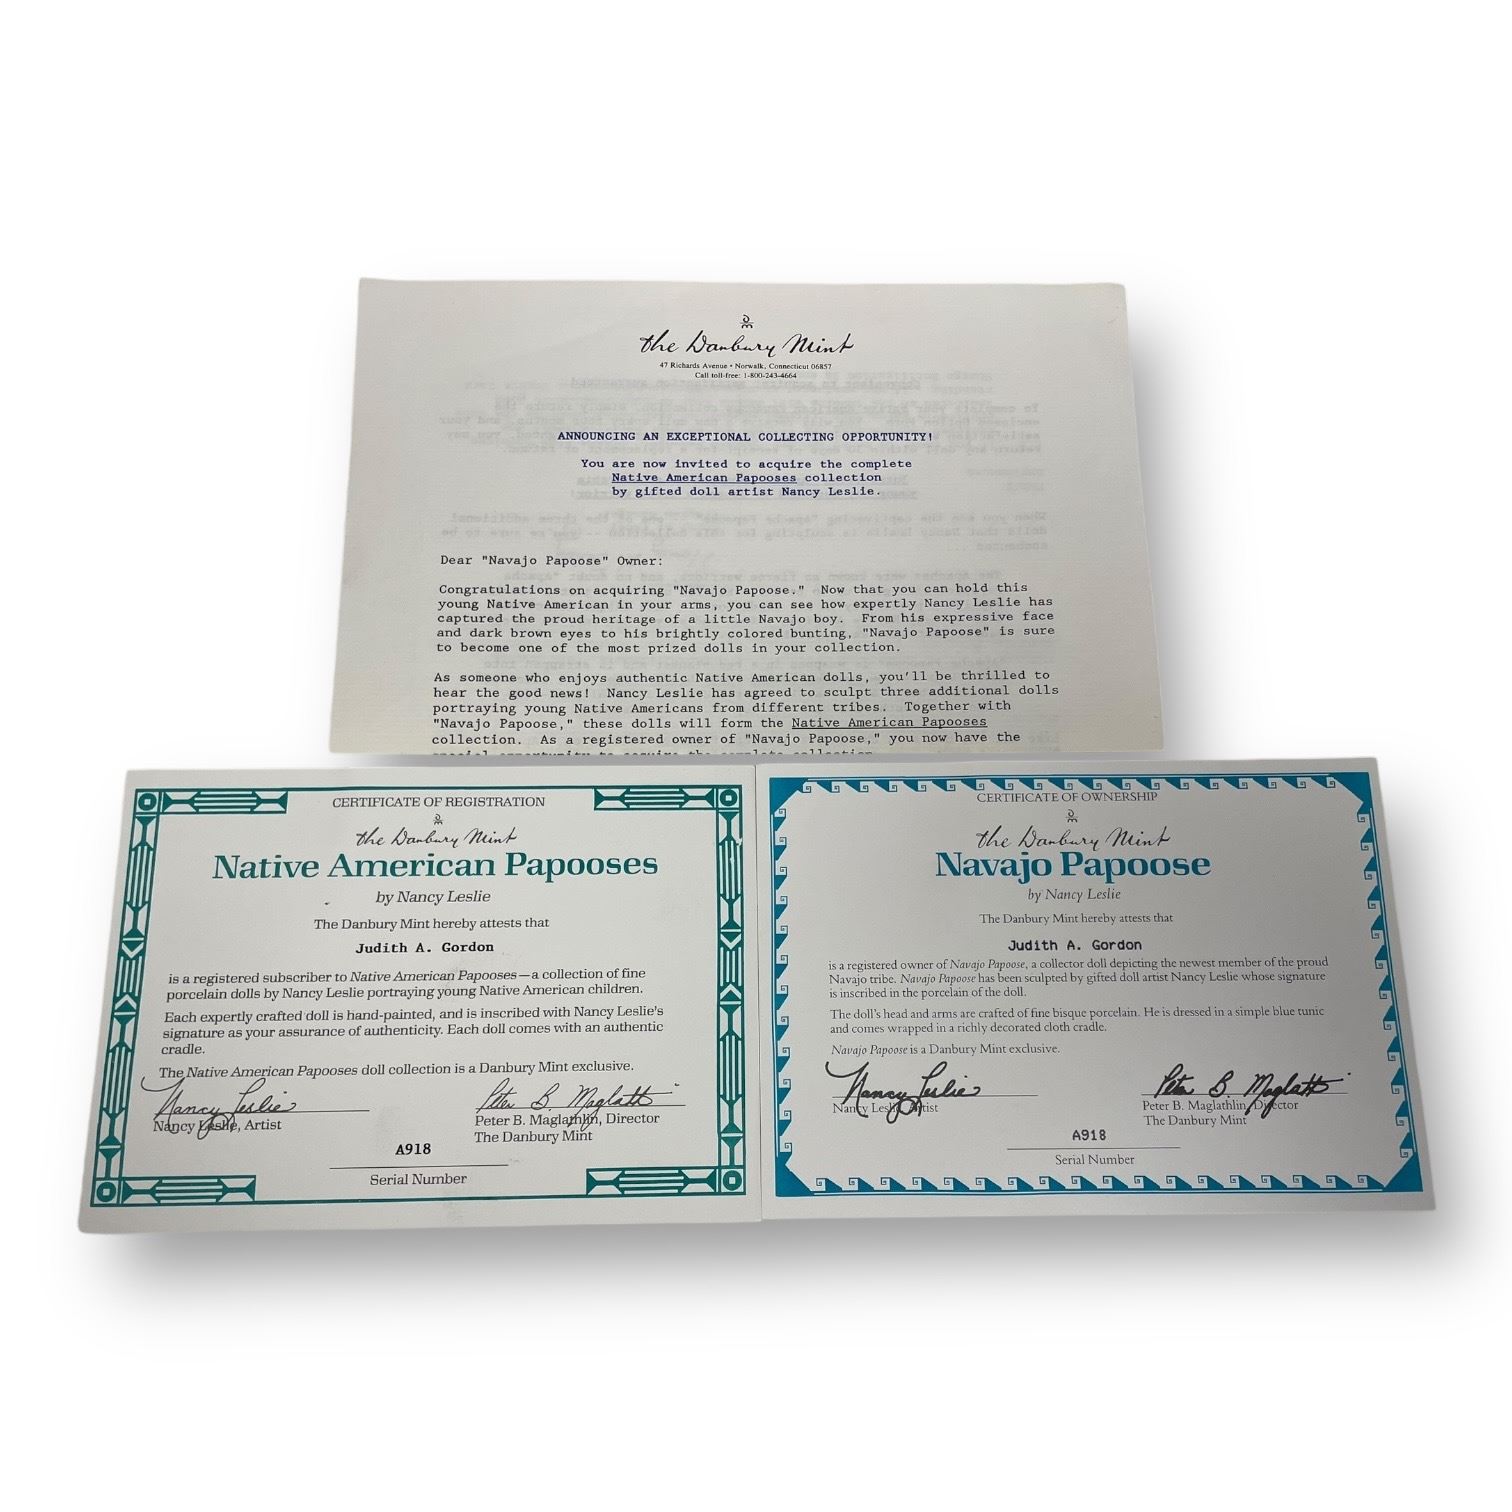 the Danbury Mint
47 Richards Avenue • Norwalk, Connecticut 06857
Call toll-free: 1-800-243-4664
ANNOUNCING AN EXCEPTIONAL COLLECTING OPPORTUNITY!
You are now invited to acquire the complete
Native American Papooses collection
by gifted doll artist Nancy Leslie.
Dear "Navajo Papoose" Owner:
Congratulations on acquiring "Navajo Papoose." Now that you can hold this
young Native American in your arms, you can see how expertly Nancy Leslie has
captured the proud heritage of a little Navajo boy. From his expressive face
and dark brown eyes to his brightly colored bunting, "Navajo Papoose" is sure
to become one of the most prized dolls in your collection.
As someone who enjoys authentic Native American dolls, you'll be thrilled to
hear the good news! Nancy Leslie has agreed to sculpt three additional dolls
portraying young Native Americans from different tribes. Together with
"Navajo Papoose," these dolls will form the Native American Papooses
collection. As a registered owner of "Navajo Papoose," you now have the
special opportunity to acquire the complete collection
CERTIFICATE OF REGISTRATION
the Danbury Mint
Native American Papooses
by Nancy Leslie
The Danbury Mint hereby attests that
Judith A. Gordon
is a registered subscriber to Native American Papooses—a collection of fine
porcelain dolls by Nancy Leslie portraying young Native American children.
Each expertly crafted doll is hand-painted, and is inscribed with Nancy Leslie's
signature as your assurance of authenticity. Each doll comes with an authentic
cradle.
The Native American Papooses doll collection is a Danbury Mint exclusive.
Nancy Leslie
Peter B. Maglathlin
Nancy Leslie, Artist
Peter B. Maglathlin, Director
The Danbury Mint
A918
Serial Number
CERTIFICATE OF OWNERSHIP
the Danbury Mint
Navajo Papoose
by Nancy Leslie
The Danbury Mint hereby attests that
Judith A. Gordon
is a registered owner of Navajo Papoose, a collector doll depicting the newest member of the proud
Navajo tribe. Navajo Papoose has been sculpted by gifted doll artist Nancy Leslie whose signature
is inscribed in the porcelain of the doll.
The doll's head and arms are crafted of fine bisque porcelain. He is dressed in a simple blue tunic
and comes wrapped in a richly decorated cloth cradle.
Navajo Papoose is a Danbury Mint exclusive.
Nancy Leslie
Peter B. Maglathlin
Nancy Leslie, Artist
Peter B. Maglathlin, Director
The Danbury Mint
A918
Serial Number